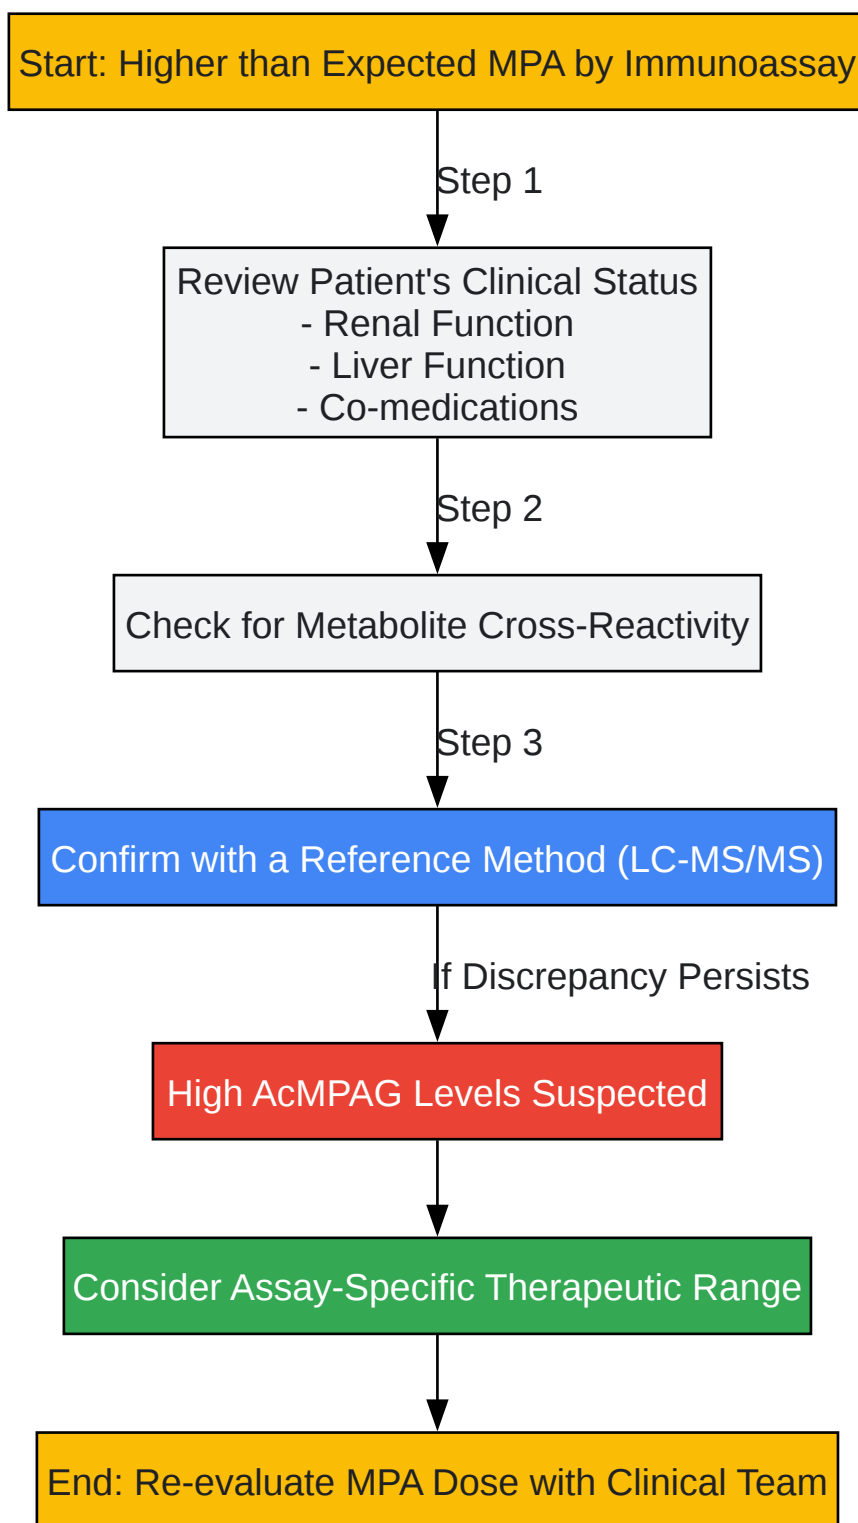 Start: Higher than Expected MPA by Immunoassay
Step 1
Review Patient's Clinical Status
- Renal Function
- Liver Function
- Co-medications
Step 2
Check for Metabolite Cross-Reactivity
Step 3
Confirm with a Reference Method (LC-MS/MS)
If Discrepancy Persists
High AcMPAG Levels Suspected
Consider Assay-Specific Therapeutic Range
End: Re-evaluate MPA Dose with Clinical Team